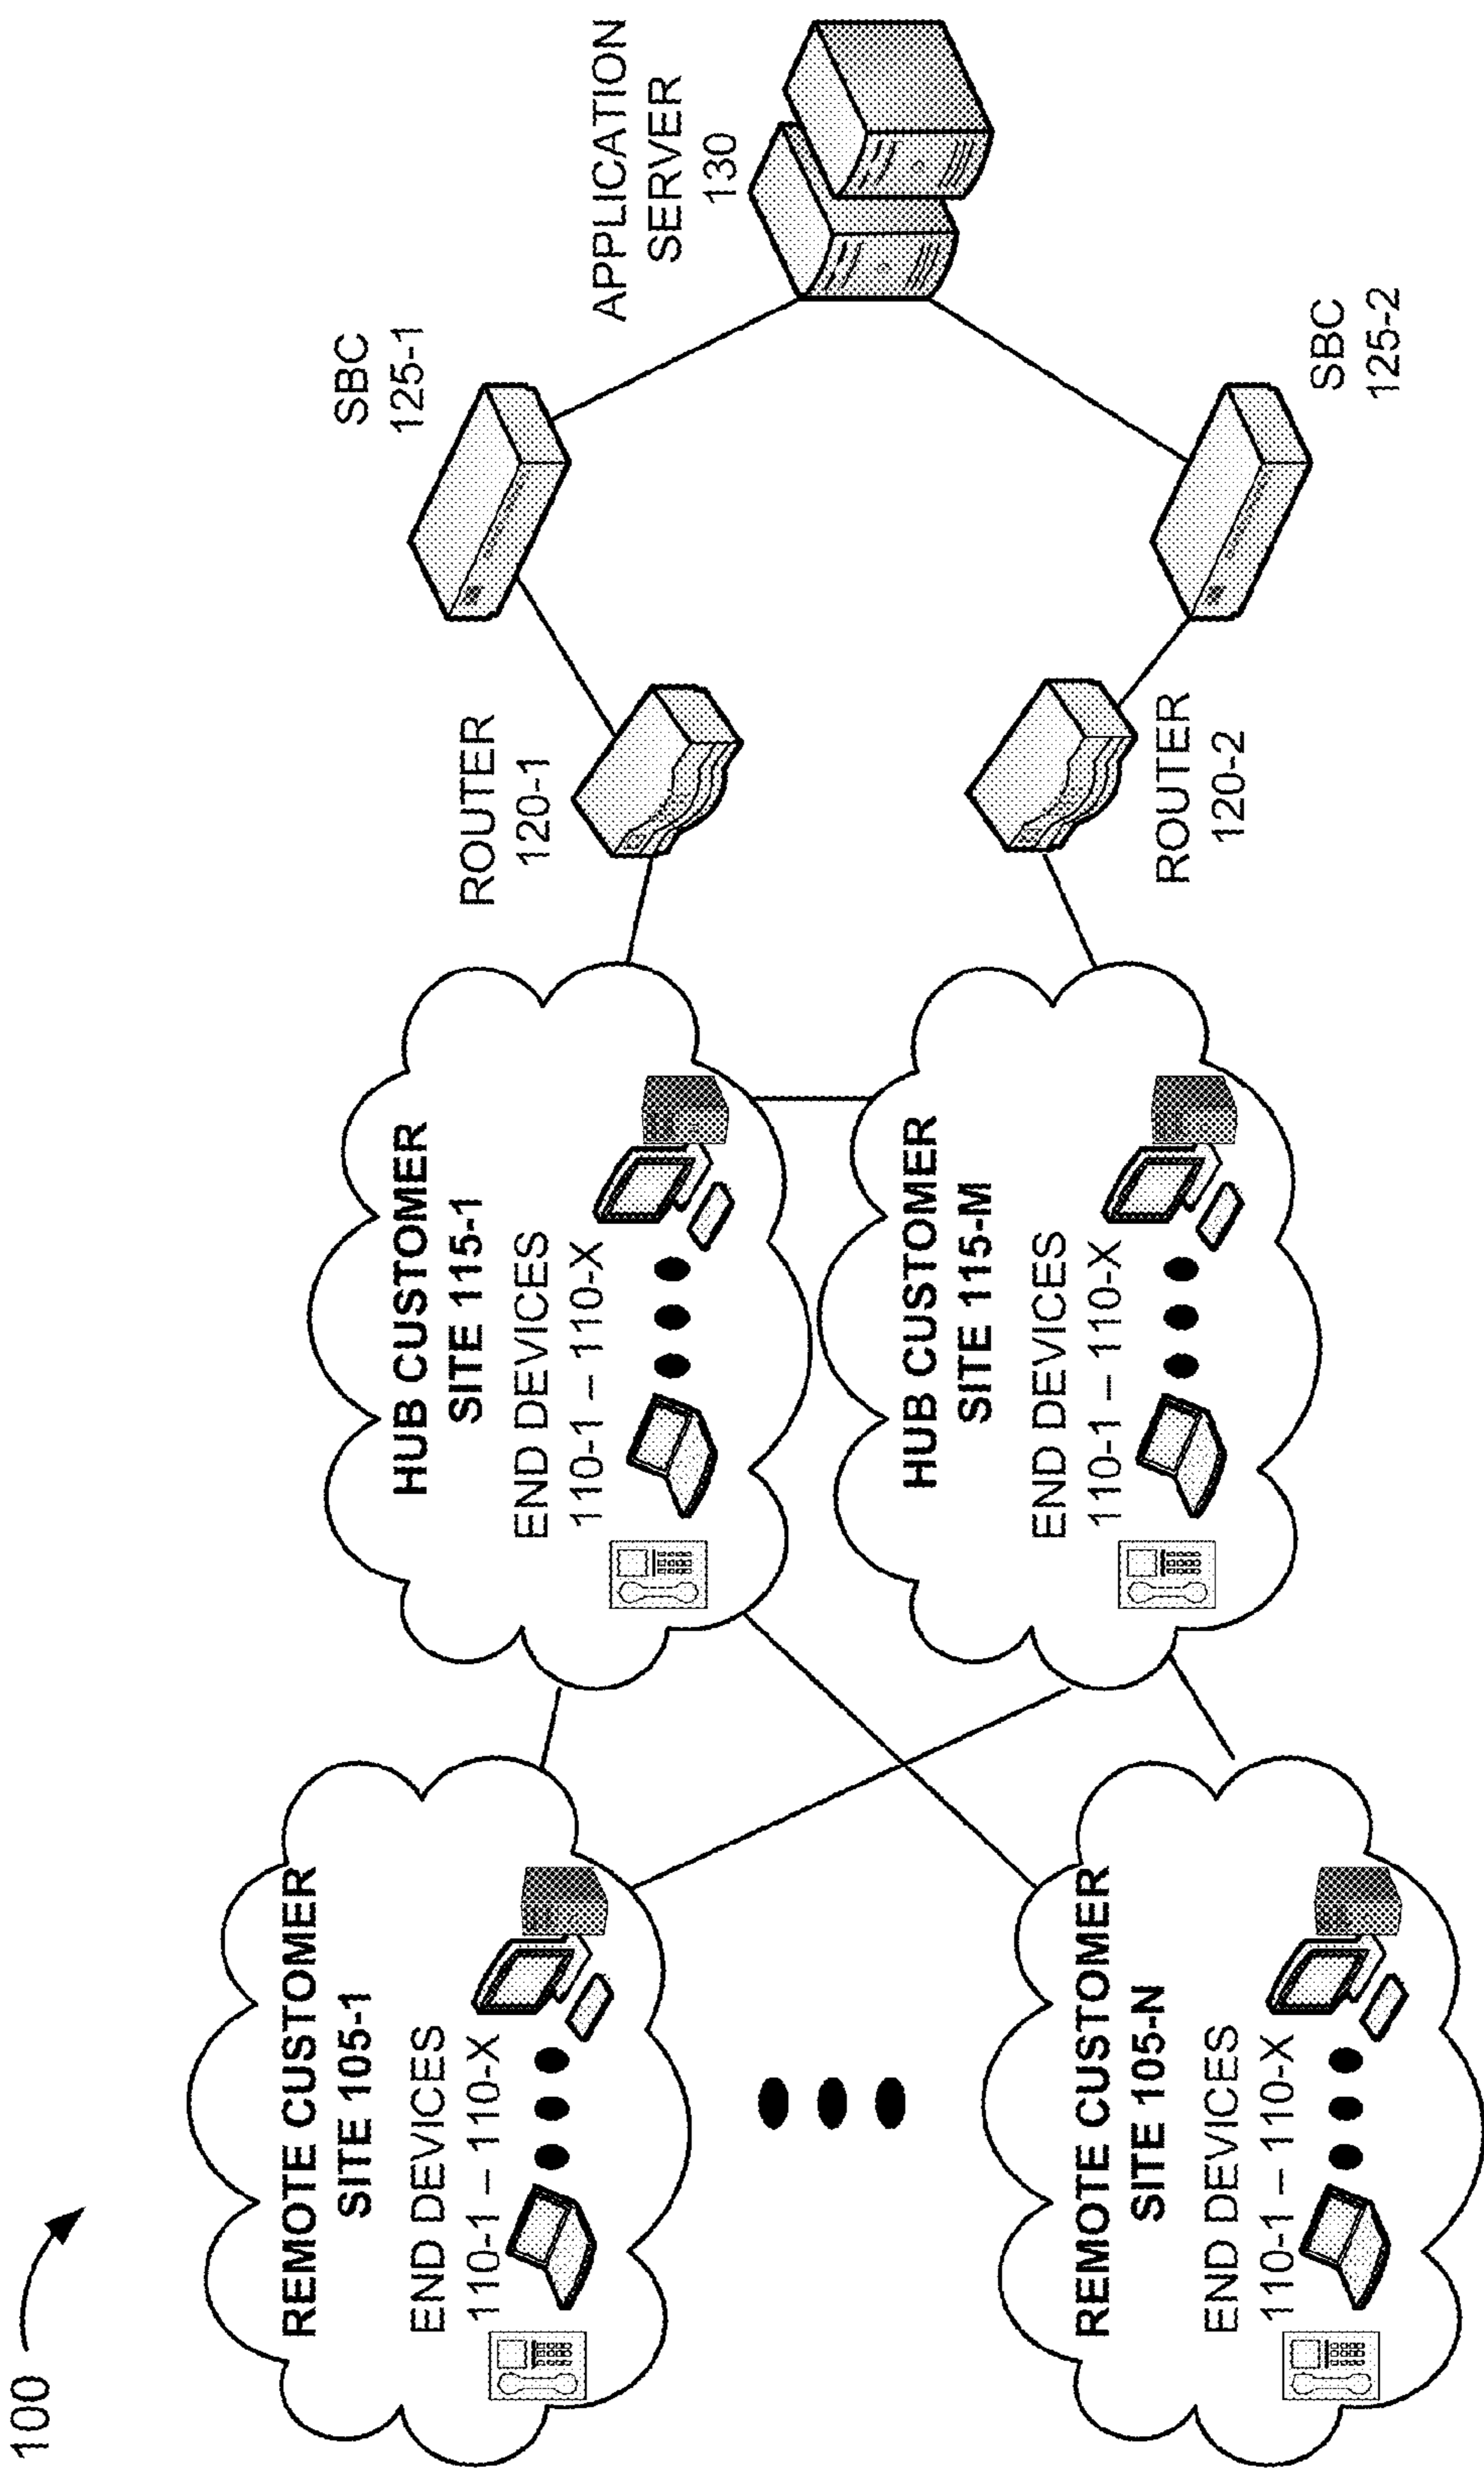 100
REMOTE CUSTOMER
SITE 105-1
END DEVICES
110-1 – 110-X
REMOTE CUSTOMER
SITE 105-N
END DEVICES
110-1 – 110-X
HUB CUSTOMER
SITE 115-1
END DEVICES
110-1 – 110-X
HUB CUSTOMER
SITE 115-M
END DEVICES
110-1 – 110-X
ROUTER
120-1
ROUTER
120-2
SBC
125-1
SBC
125-2
APPLICATION
SERVER
130